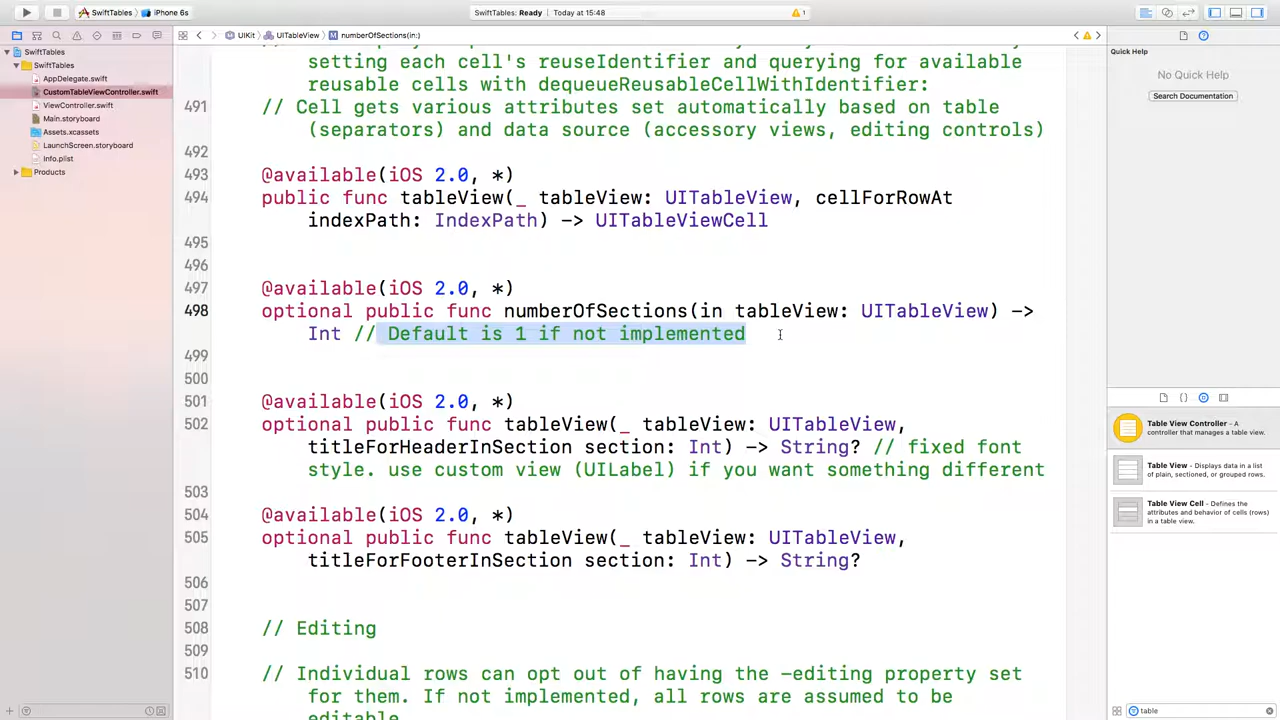 SwiftTables
iPhone 6s
SwiftTables: Ready
Today at 15:48
1
UIKit
UITableView
M
numberOfSections(in:)
SwiftTables
SwiftTables
AppDelegate.swift
CustomTableViewController.swift
ViewController.swift
Main.storyboard
Assets.xcassets
LaunchScreen.storyboard
Info.plist
Products
setting each cell's reuseIdentifier and querying for available
reusable cells with dequeueReusableCellWithIdentifier:
491 // Cell gets various attributes set automatically based on table
(separators) and data source (accessory views, editing controls)
492
493 @available(iOS 2.0, *)
494 public func tableView(_ tableView: UITableView, cellForRowAt
indexPath: IndexPath) -> UITableViewCell
495
496
497 @available(iOS 2.0, *)
498 optional public func numberOfSections(in tableView: UITableView) ->
Int // Default is 1 if not implemented
499
500
501 @available(iOS 2.0, *)
502 optional public func tableView(_ tableView: UITableView,
titleForHeaderInSection section: Int) -> String? // fixed font
style. use custom view (UILabel) if you want something different
503
504 @available(iOS 2.0, *)
505 optional public func tableView(_ tableView: UITableView,
titleForFooterInSection section: Int) -> String?
506
507
508 // Editing
509
510 // Individual rows can opt out of having the -editing property set
for them. If not implemented, all rows are assumed to be
editable.
Quick Help
No Quick Help
Search Documentation
Table View Controller – A
controller that manages a table view.
Table View – Displays data in a list
of plain, sectioned, or grouped rows.
Table View Cell – Defines the
attributes and behavior of cells (rows)
in a table view.
table